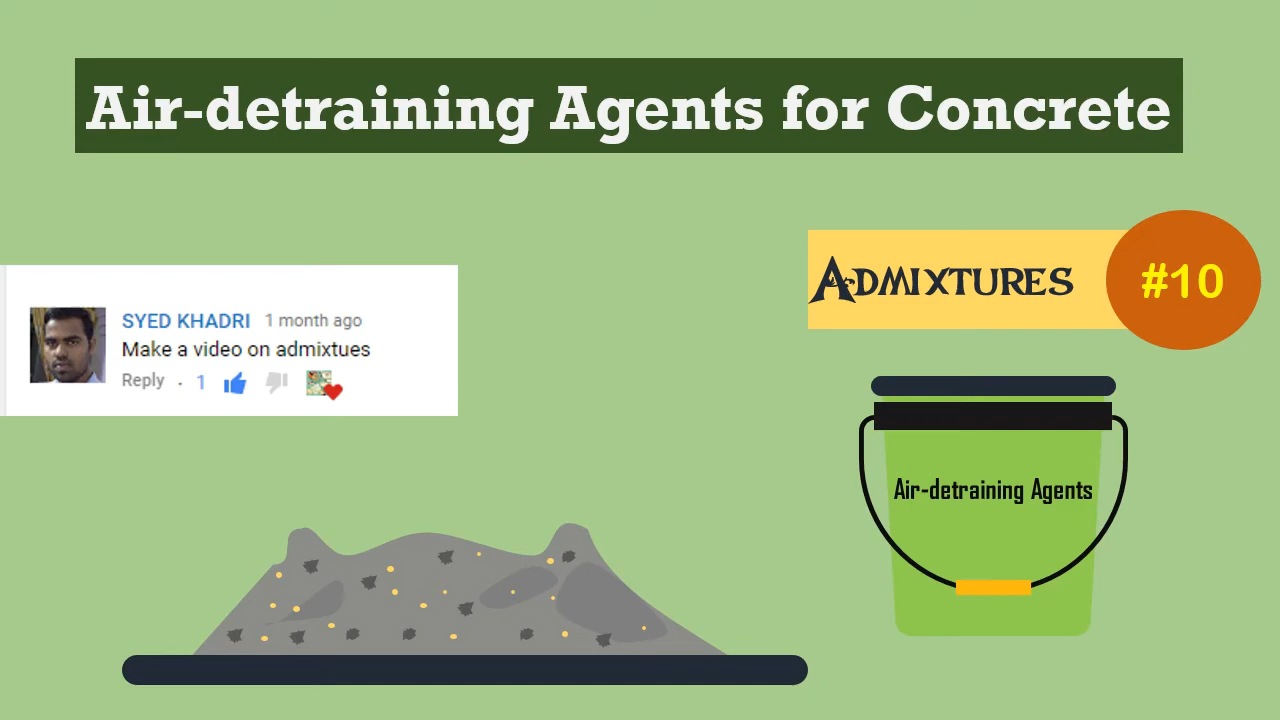 Air-detraining Agents for Concrete
ADMIXTURES
#10
SYED KHADRI 1 month ago
Make a video on admixtues
Reply · 1
Air-detraining Agents